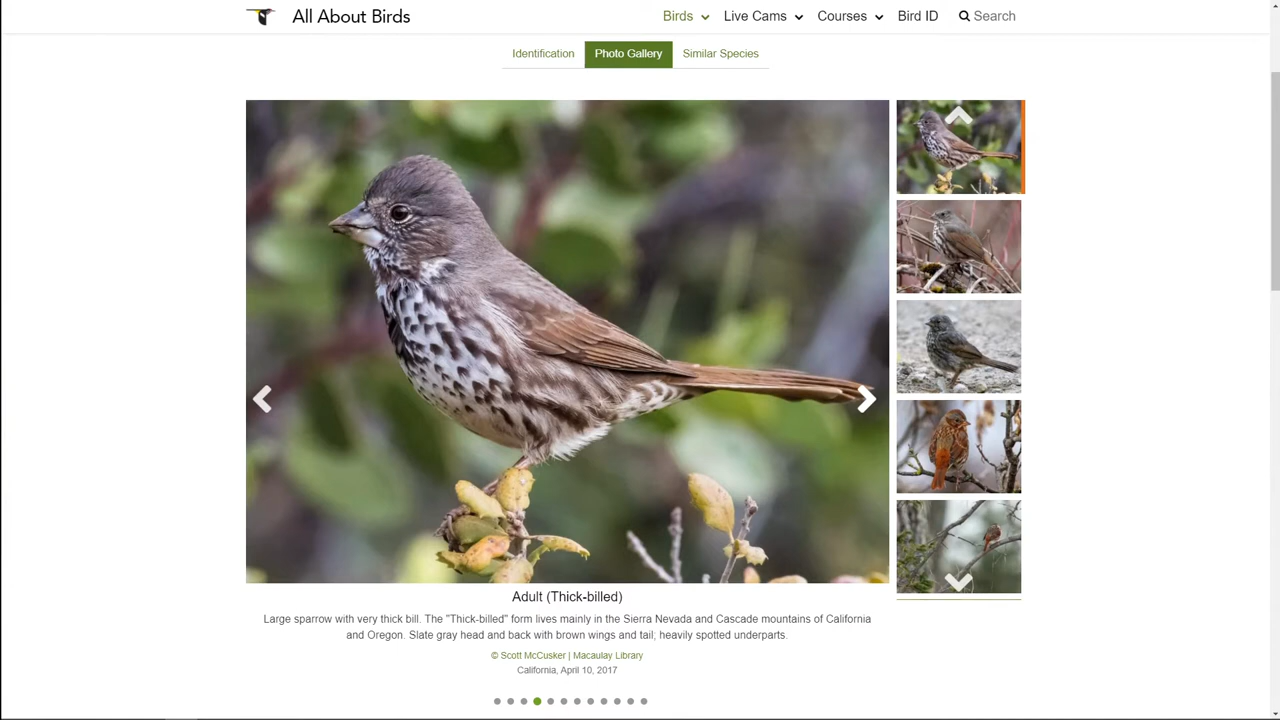 All About Birds
Birds
Live Cams
Courses
Bird ID
Search
Identification
Photo Gallery
Similar Species
Adult (Thick-billed)
Large sparrow with very thick bill. The "Thick-billed" form lives mainly in the Sierra Nevada and Cascade mountains of California
and Oregon. Slate gray head and back with brown wings and tail; heavily spotted underparts.
© Scott McCusker | Macaulay Library
California, April 10, 2017